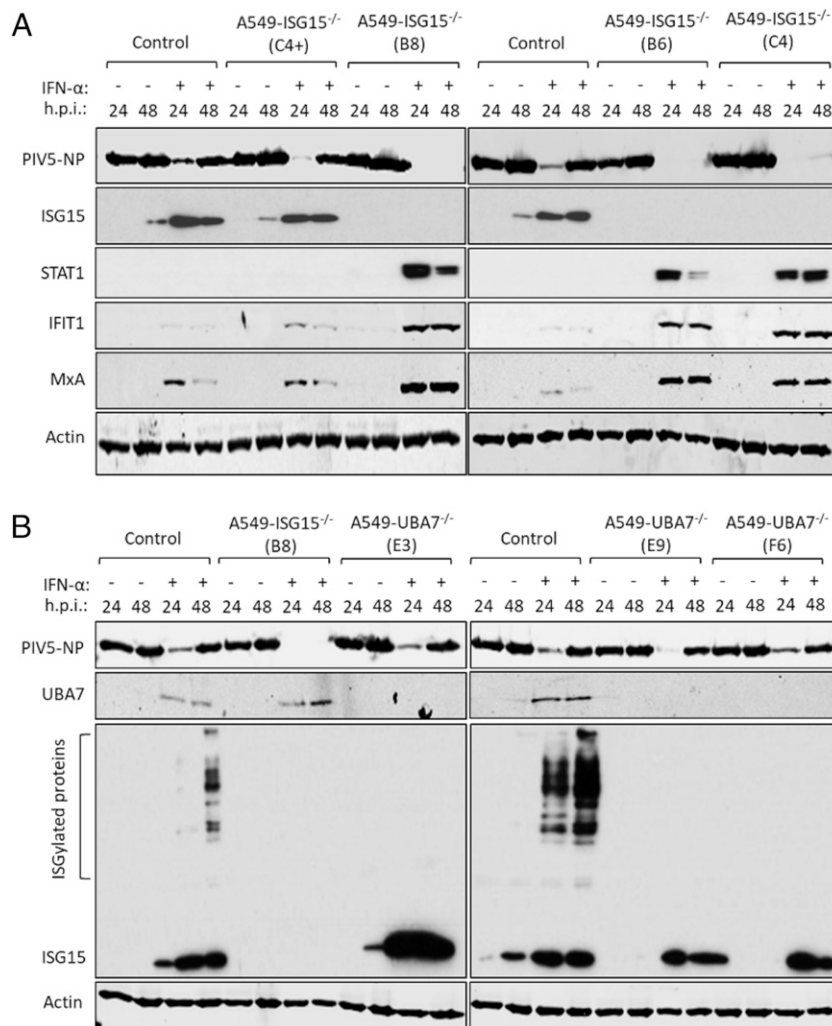 A
Control A549-ISG15-/- (C4+) A549-ISG15-/- (B8) Control A549-ISG15-/- (B6) A549-ISG15-/- (C4)
IFN-α: - - + + - - + + - - + + - - + + - - + + - - + +
h.p.i.: 24 48 24 48 24 48 24 48 24 48 24 48 24 48 24 48 24 48 24 48 24 48 24 48
PIV5-NP
ISG15
STAT1
IFIT1
MxA
Actin
B
Control A549-ISG15-/- (B8) A549-UBA7-/- (E3) Control A549-UBA7-/- (E9) A549-UBA7-/- (F6)
IFN-α: - - + + - - + + - - + + - - + + - - + + - - + +
h.p.i.: 24 48 24 48 24 48 24 48 24 48 24 48 24 48 24 48 24 48 24 48 24 48 24 48
PIV5-NP
UBA7
ISGylated proteins
ISG15
Actin